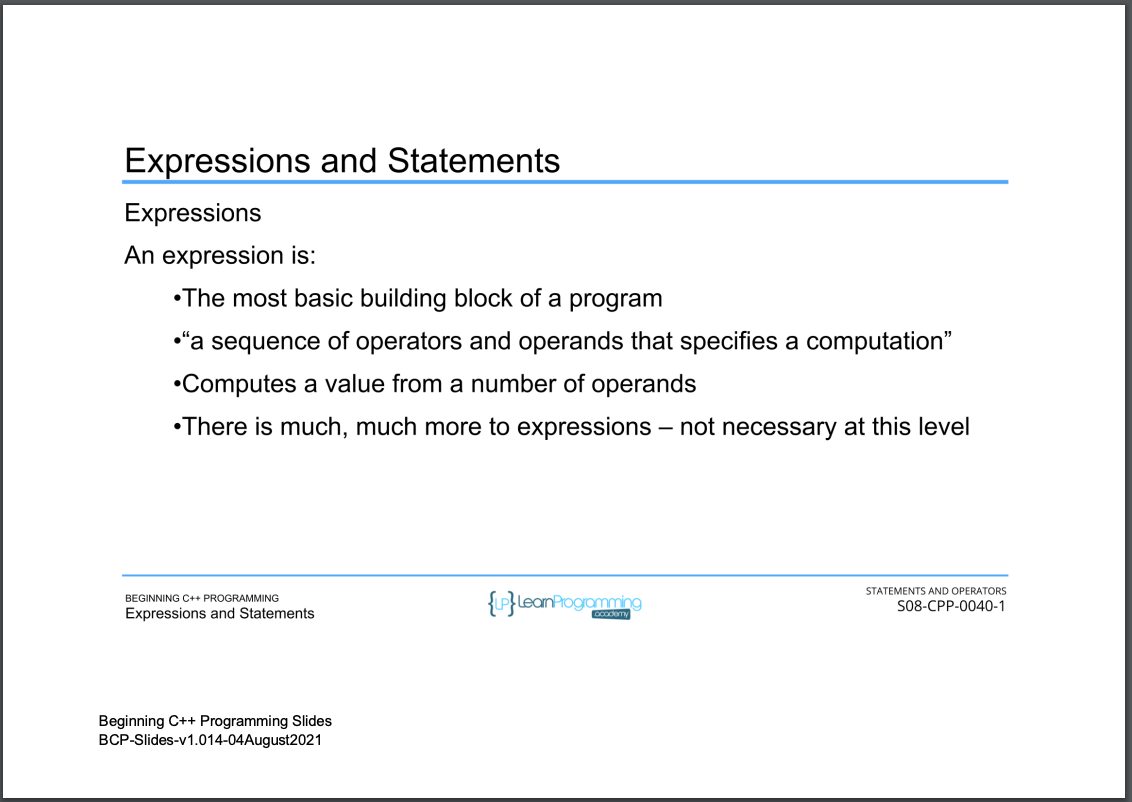 Expressions and Statements
Expressions
An expression is:
•The most basic building block of a program
•“a sequence of operators and operands that specifies a computation”
•Computes a value from a number of operands
•There is much, much more to expressions – not necessary at this level
BEGINNING C++ PROGRAMMING
Expressions and Statements
{LP} LearnProgramming
academy
STATEMENTS AND OPERATORS
S08-CPP-0040-1
Beginning C++ Programming Slides
BCP-Slides-v1.014-04August2021